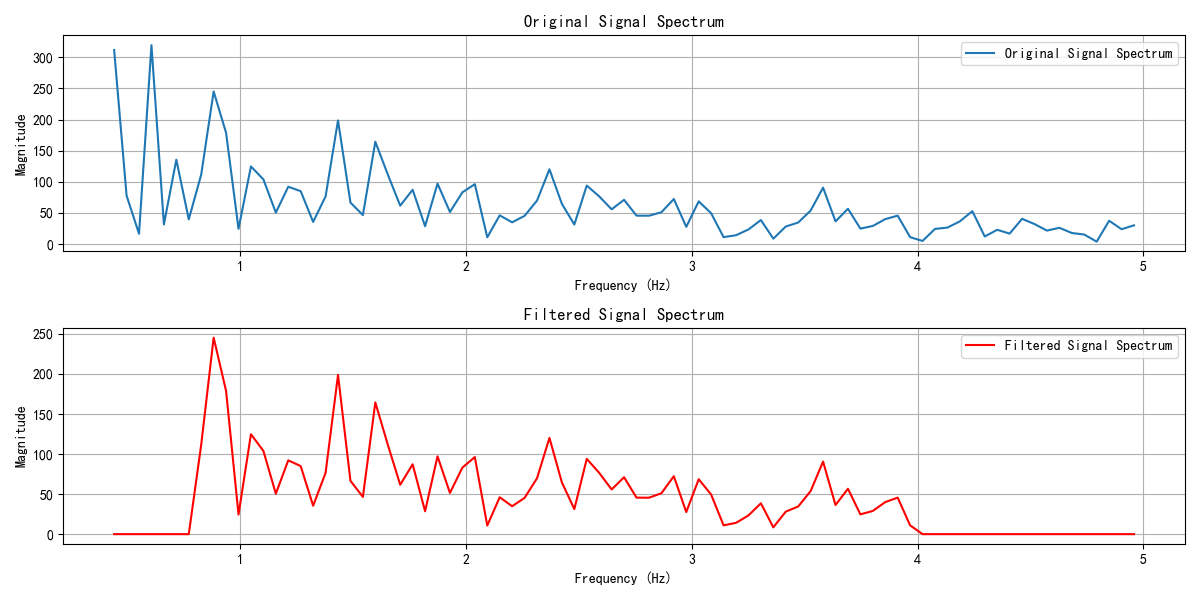 Original Signal Spectrum
Original Signal Spectrum
Magnitude
300
250
200
150
100
50
0
1
2
3
4
5
Frequency (Hz)
Filtered Signal Spectrum
Filtered Signal Spectrum
Magnitude
250
200
150
100
50
0
1
2
3
4
5
Frequency (Hz)